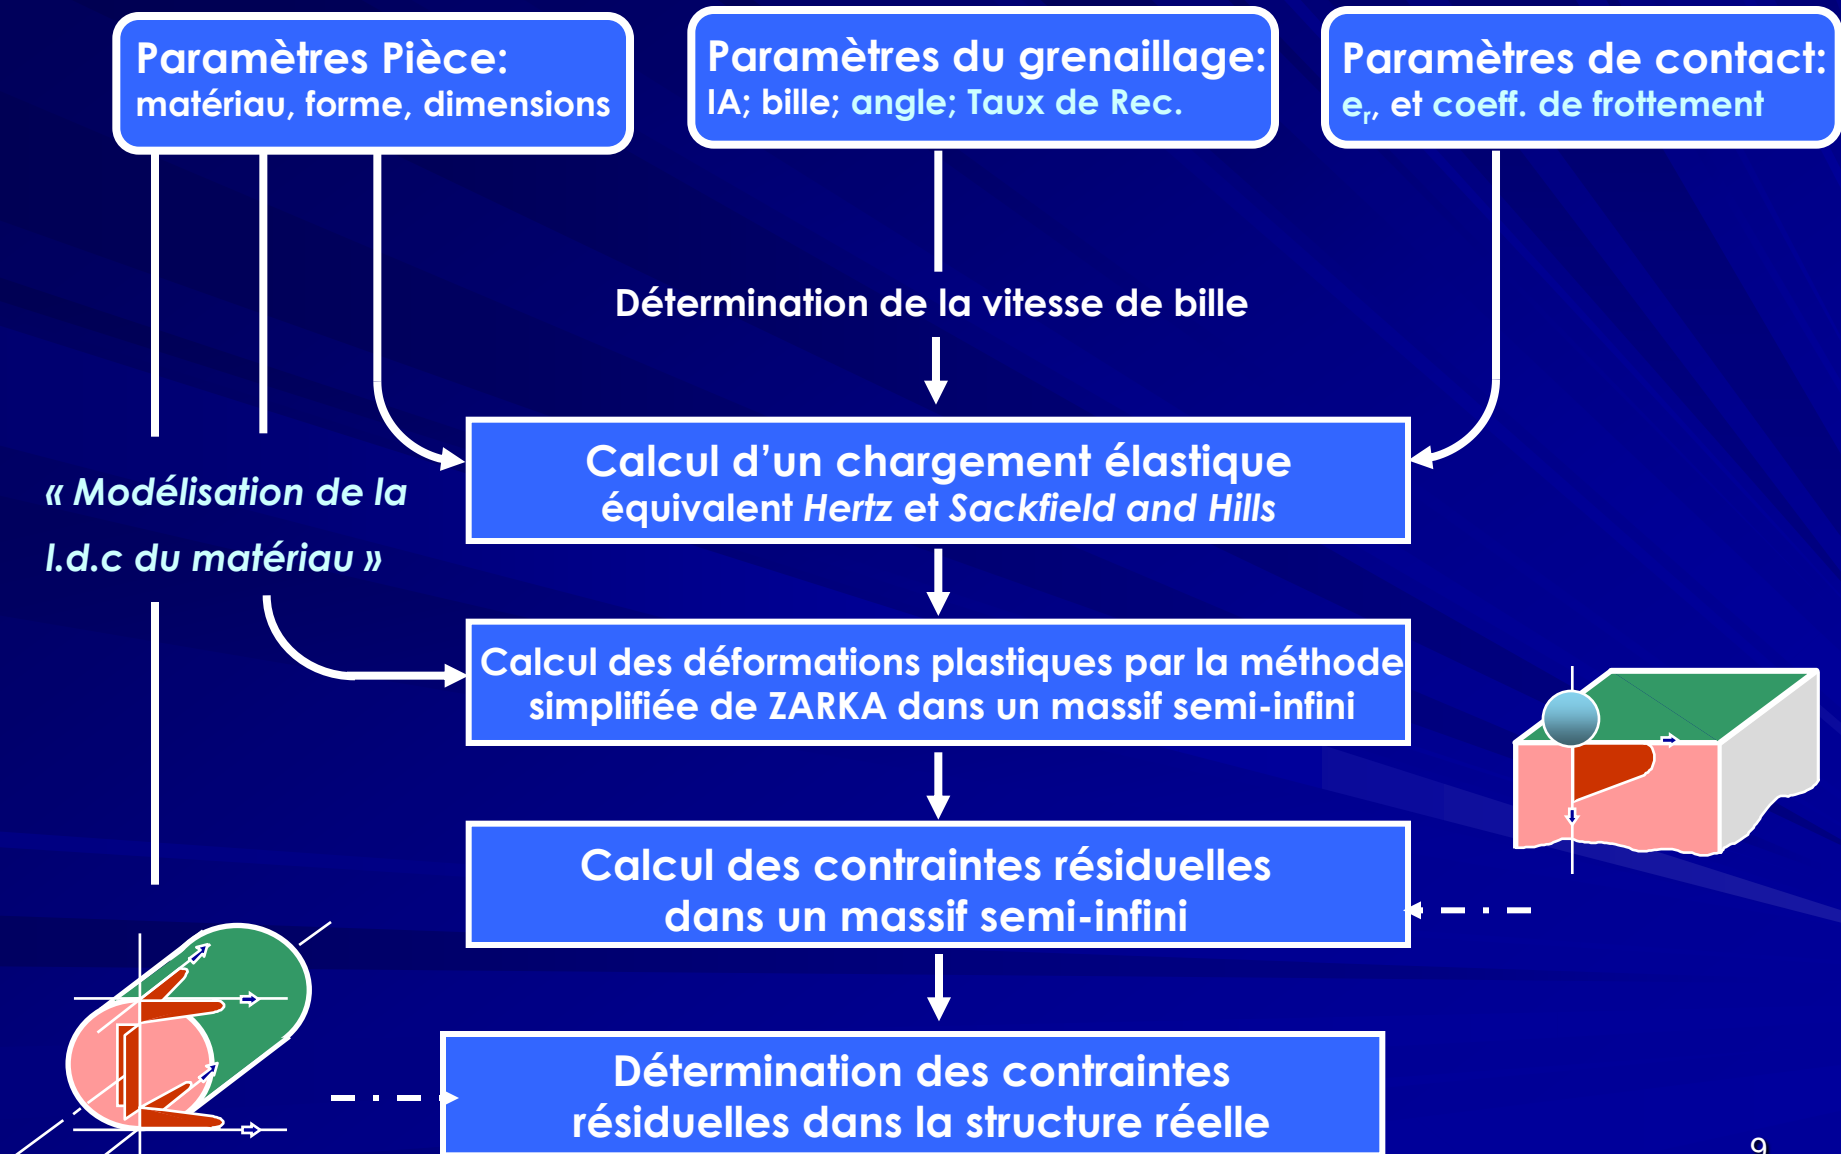 Paramètres Pièce:
matériau, forme, dimensions
Paramètres du grenaillage:
IA; bille; angle; Taux de Rec.
Paramètres de contact:
er, et coeff. de frottement
Détermination de la vitesse de bille
Calcul d’un chargement élastique
équivalent Hertz et Sackfield and Hills
« Modélisation de la
l.d.c du matériau »
Calcul des déformations plastiques par la méthode
simplifiée de ZARKA dans un massif semi-infini
Calcul des contraintes résiduelles
dans un massif semi-infini
Détermination des contraintes
résiduelles dans la structure réelle
9